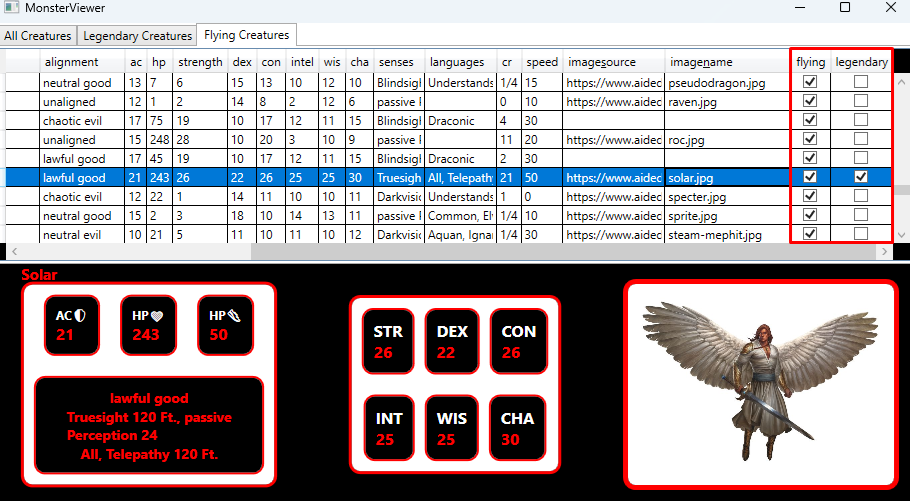 MonsterViewer
All Creatures Legendary Creatures Flying Creatures
alignment ac hp strength dex con intel wis cha senses languages cr speed imagesource imagename flying legendary
neutral good 13 7 6 15 13 10 12 10 Blindsigh Understands 1/4 15 https://www.aidec pseudodragon.jpg
unaligned 12 1 2 14 8 2 12 6 passive I 0 10 https://www.aidec raven.jpg
chaotic evil 17 75 19 10 17 12 11 15 Blindsigh Draconic 4 30
unaligned 15 248 28 10 20 3 10 9 passive I 11 20 https://www.aidec roc.jpg
lawful good 17 45 19 10 17 12 11 15 Blindsigh Draconic 2 30
lawful good 21 243 26 22 26 25 25 30 Truesigh All, Telepathy 21 50 https://www.aidec solar.jpg
chaotic evil 12 22 1 14 11 10 10 11 Darkvisio Understands 1 0 https://www.aidec specter.jpg
neutral good 15 2 3 18 10 14 13 11 passive I Common, El 1/4 10 https://www.aidec sprite.jpg
neutral evil 10 21 5 11 10 11 10 12 Darkvisio Aquan, Ignan 1/4 30 https://www.aidec steam-mephit.jpg
Solar
AC HP HP
21 243 50
lawful good
Truesight 120 Ft., passive
Perception 24
All, Telepathy 120 Ft.
STR DEX CON
26 22 26
INT WIS CHA
25 25 30